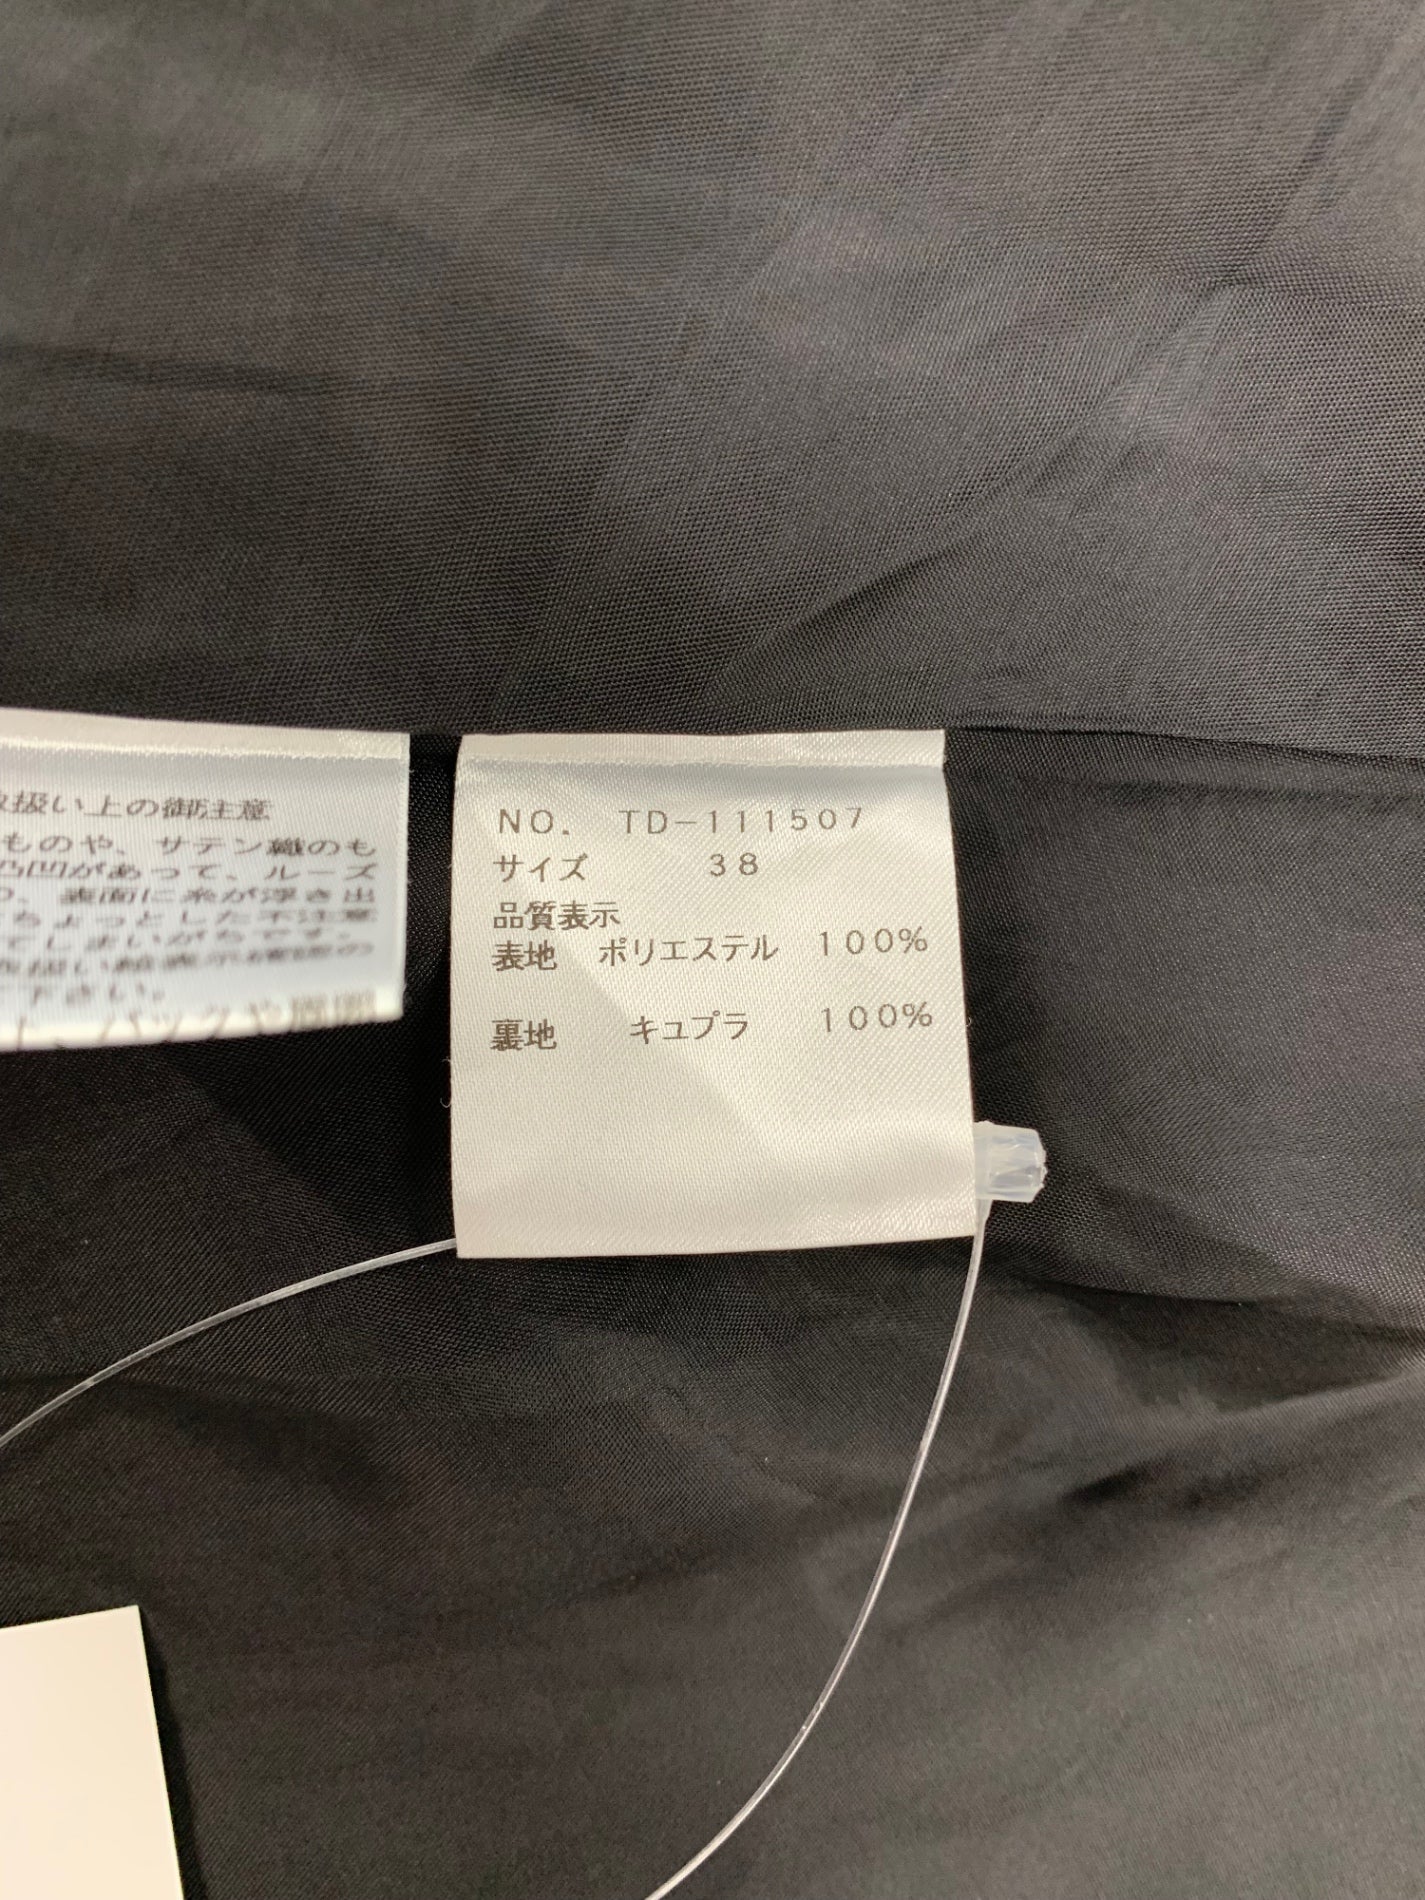 取扱い上の御注意
ものや、サテン織のも
凸凹があって、ルーズ
、表面に糸が浮き出
ちょっとした不注意
てしまいがちです。
扱い絵表示確認の
下さい。
NO. TD-111507
サイズ 38
品質表示
表地 ポリエステル 100%
裏地 キュプラ 100%